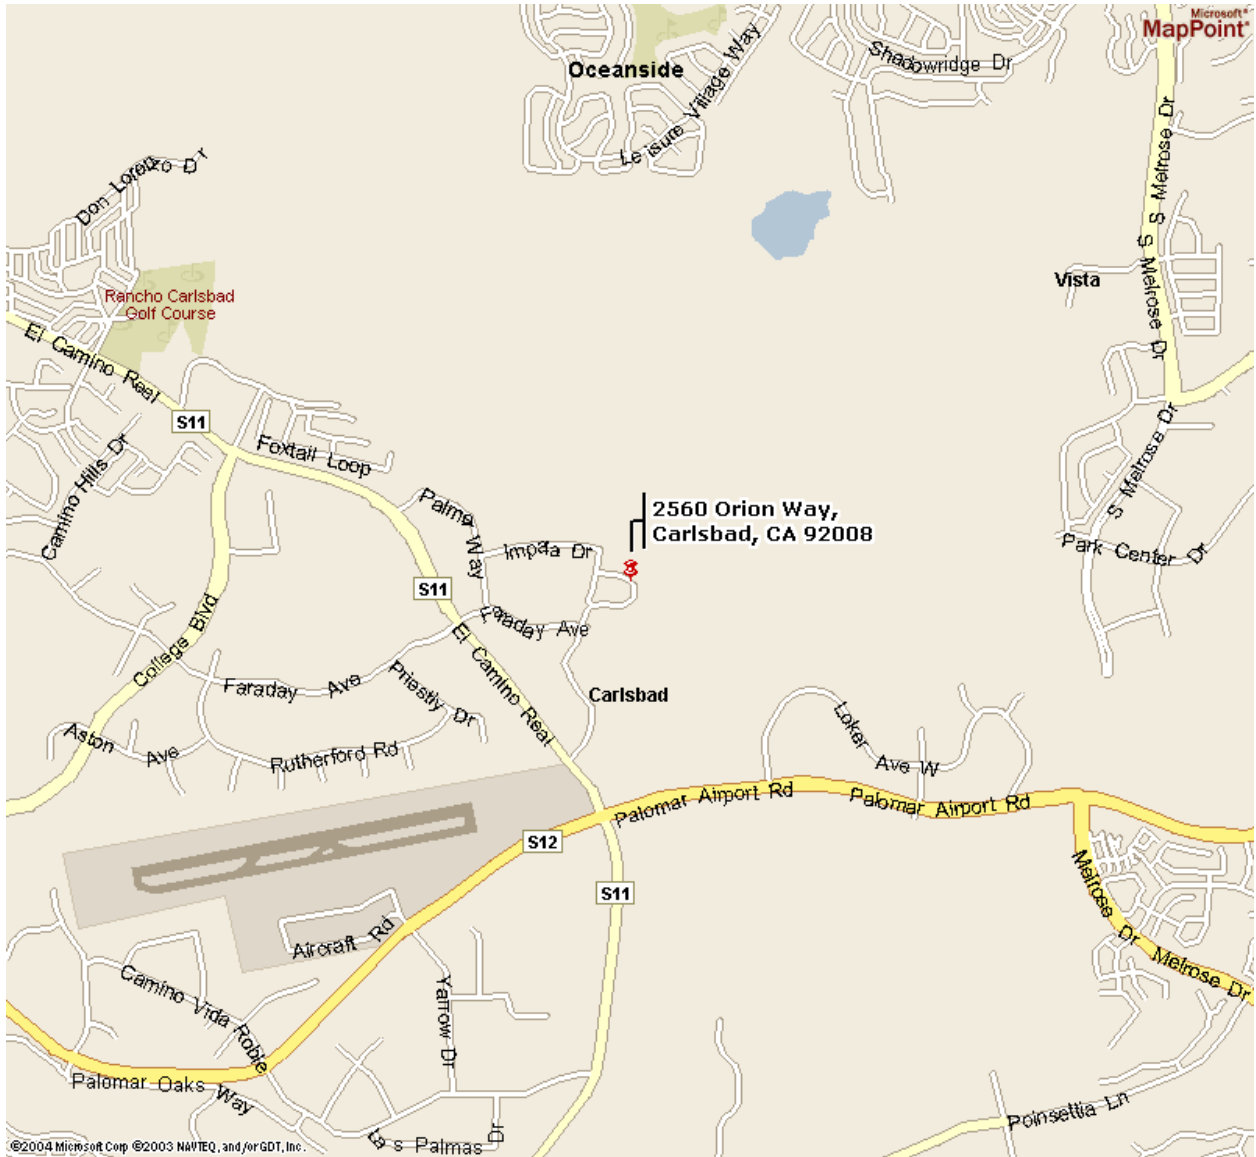 Microsoft®
MapPoint®
Oceanside
Leisure Village Way
Shadowridge Dr
S Melrose Dr
Don Lorenzo Dr
S Melrose Dr
Vista
Rancho Carlsbad
Golf Course
El Camino Real
S11
S Melrose Dr
Foxtail Loop
Camino Hills Dr
Palmer Way
2560 Orion Way,
Carlsbad, CA 92008
Impala Dr
Park Center Dr
S11
Faraday Ave
College Blvd
El Camino Real
Faraday Ave
Priestly Dr
Carlsbad
Loker Ave W
Aston Ave
Rutherford Rd
Palomar Airport Rd
Palomar Airport Rd
S12
S11
Melrose Dr
Melrose Dr
Aircraft Rd
Camino Vida Roble
Yarrow Dr
Palomar Oaks Way
Las Palmas Dr
Poinsettia Ln
©2004 Microsoft Corp ©2003 NAVTEQ, and/or GDT, Inc.